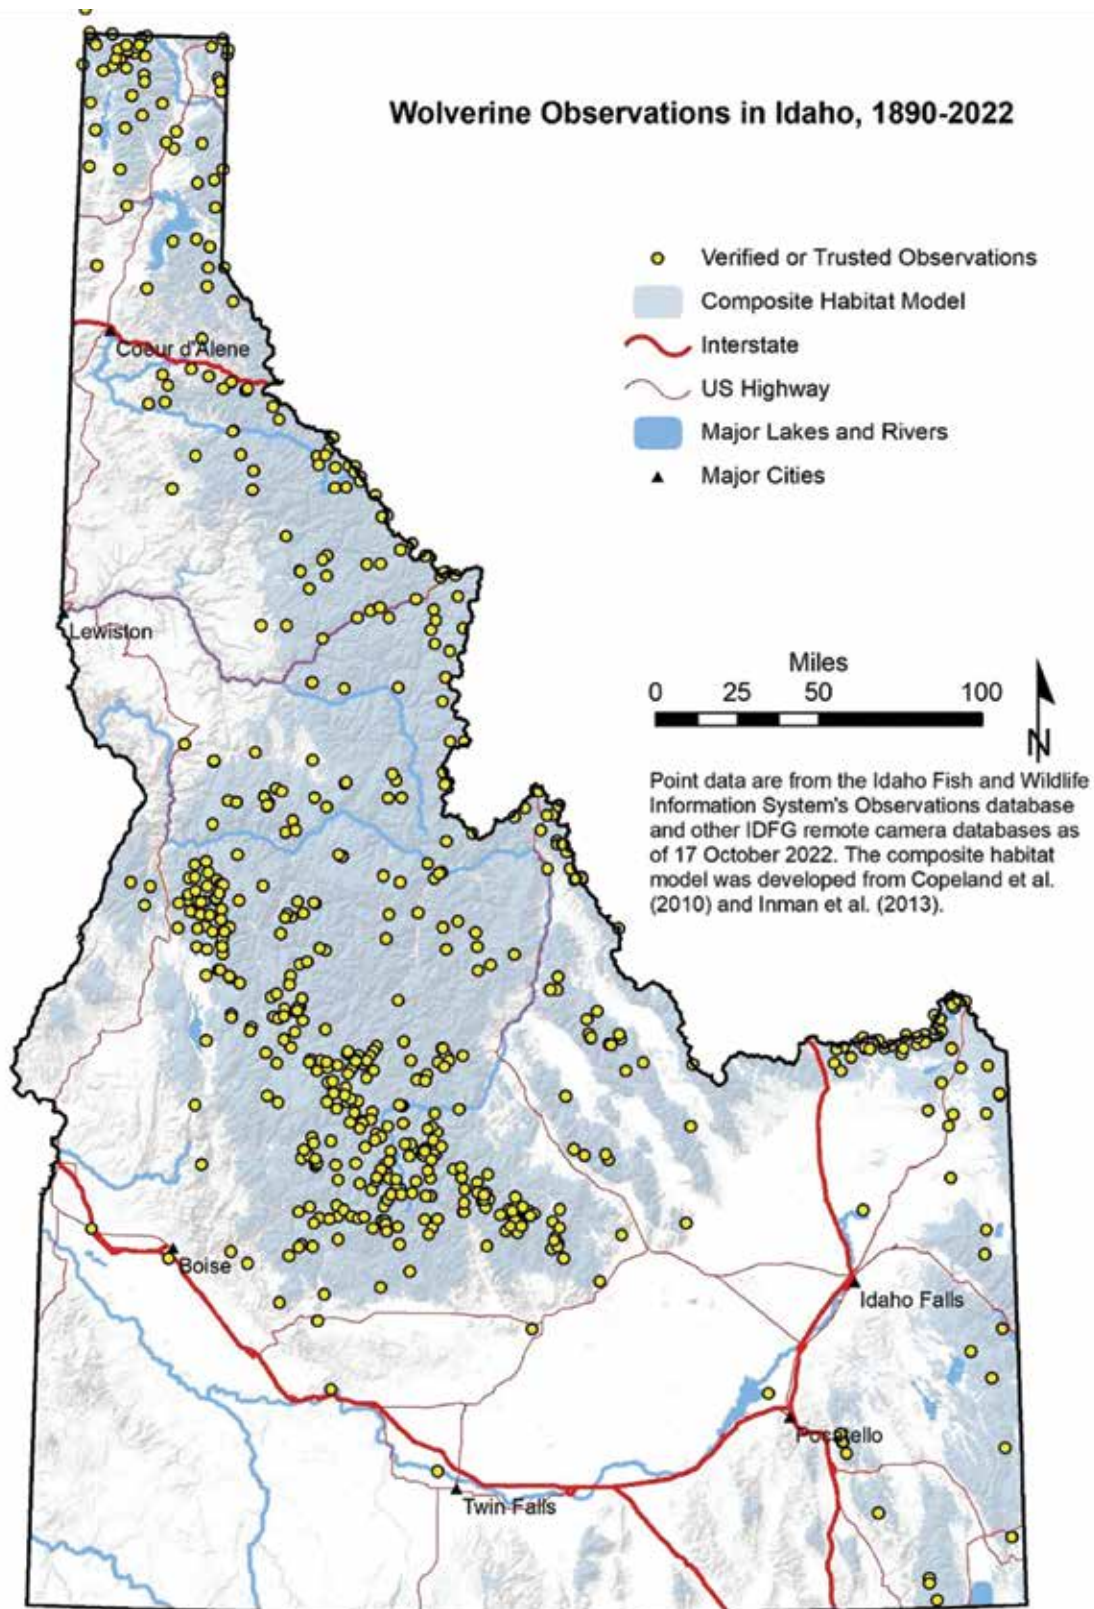 Wolverine Observations in Idaho, 1890-2022
Verified or Trusted Observations
Composite Habitat Model
Interstate
US Highway
Major Lakes and Rivers
Major Cities
Coeur d'Alene
Lewiston
Miles
0 25 50 100
N
Point data are from the Idaho Fish and Wildlife
Information System's Observations database
and other IDFG remote camera databases as
of 17 October 2022. The composite habitat
model was developed from Copeland et al.
(2010) and Inman et al. (2013).
Boise
Idaho Falls
Pocatello
Twin Falls